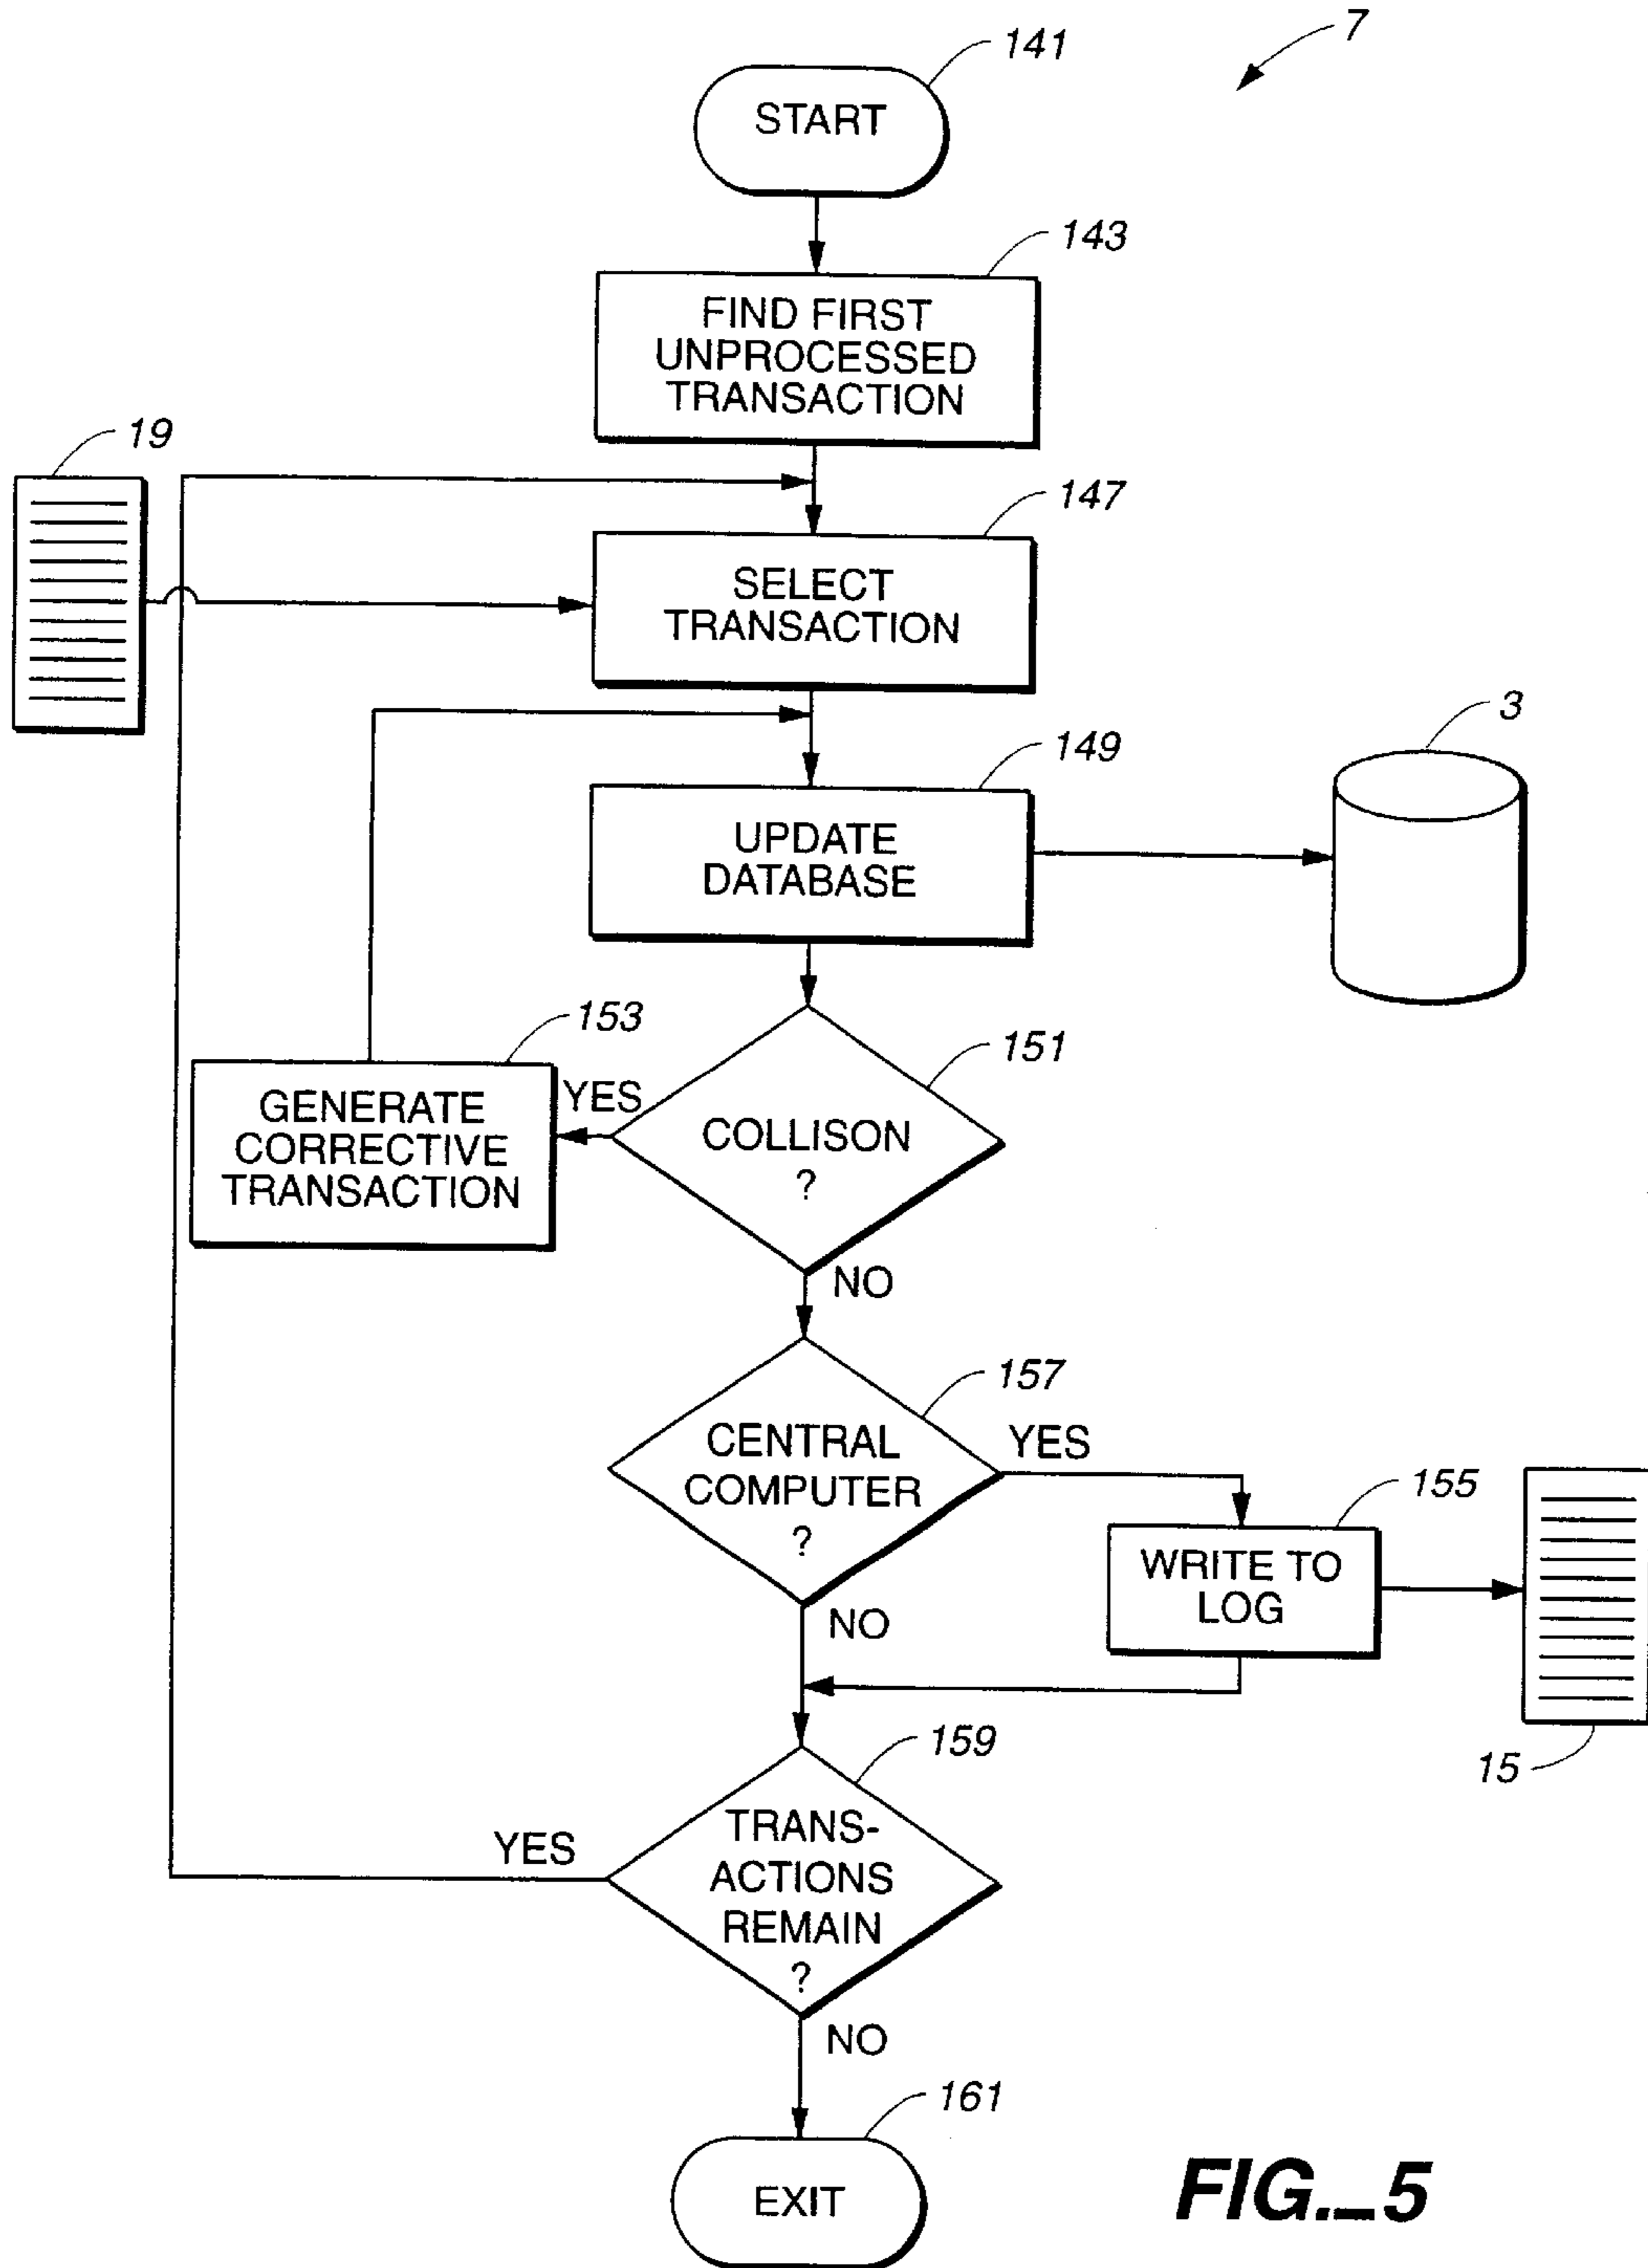 7
141
START
143
FIND FIRST
UNPROCESSED
TRANSACTION
19
147
SELECT
TRANSACTION
3
149
UPDATE
DATABASE
153
151
GENERATE
CORRECTIVE
TRANSACTION
YES
COLLISON
?
NO
157
CENTRAL
COMPUTER
?
YES
155
WRITE TO
LOG
NO
15
159
TRANS-
ACTIONS
REMAIN
?
YES
NO
161
EXIT
FIG._5